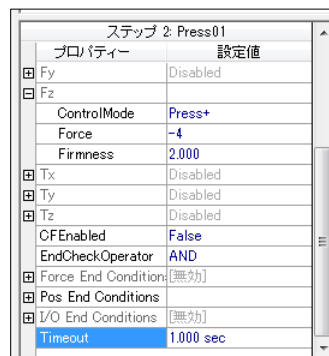 ステップ 2: Press01
プロパティー 設定値
Fy Disabled
Fz
ControlMode Press+
Force -4
Firmness 2.000
Tx Disabled
Ty Disabled
Tz Disabled
CFEnabled False
EndCheckOperator AND
Force End Condition: [無効]
Pos End Conditions
I/O End Conditions [無効]
Timeout 1.000 sec